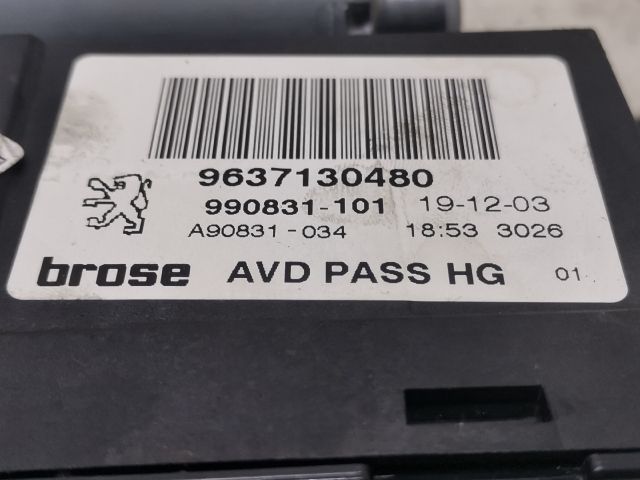 9637130480
990831-101 19-12-03
A90831-034 18:53 3026
brose AVD PASS HG 01